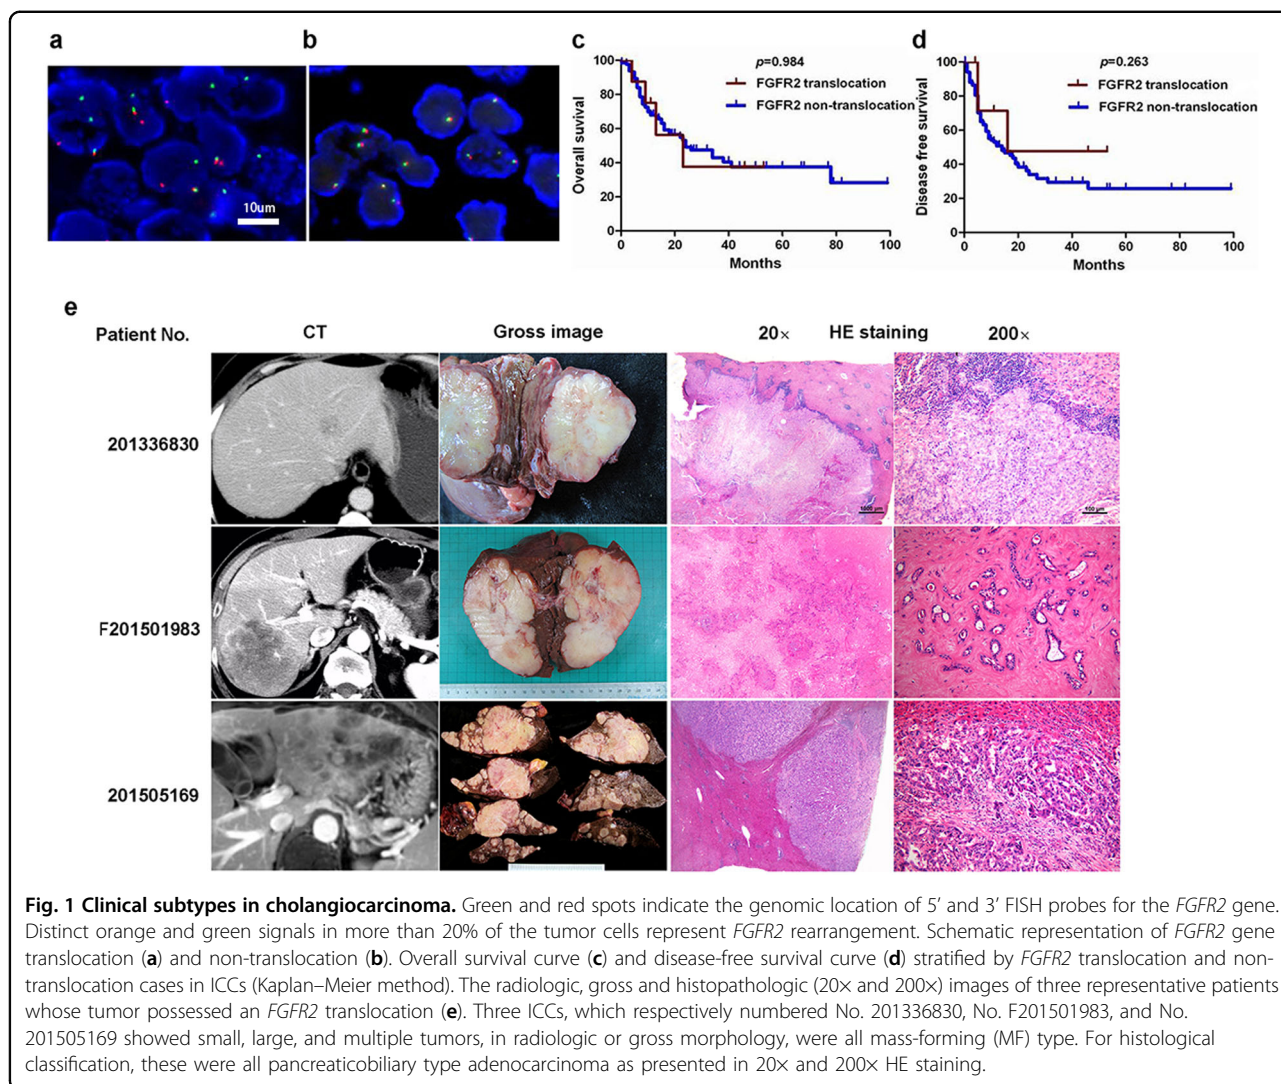 a
b
c
d
10um
p=0.984
FGFR2 translocation
FGFR2 non-translocation
Overall suvival
100
80
60
40
20
0
0 20 40 60 80 100
Months
p=0.263
FGFR2 translocation
FGFR2 non-translocation
Disease free survival
100
80
60
40
20
0
0 20 40 60 80 100
Months
e
Patient No. CT Gross image 20× HE staining 200×
201336830
F201501983
201505169
1000 μm
100 μm
Fig. 1 Clinical subtypes in cholangiocarcinoma. Green and red spots indicate the genomic location of 5′ and 3′ FISH probes for the FGFR2 gene.
Distinct orange and green signals in more than 20% of the tumor cells represent FGFR2 rearrangement. Schematic representation of FGFR2 gene
translocation (a) and non-translocation (b). Overall survival curve (c) and disease-free survival curve (d) stratified by FGFR2 translocation and non-
translocation cases in ICCs (Kaplan–Meier method). The radiologic, gross and histopathologic (20× and 200×) images of three representative patients
whose tumor possessed an FGFR2 translocation (e). Three ICCs, which respectively numbered No. 201336830, No. F201501983, and No.
201505169 showed small, large, and multiple tumors, in radiologic or gross morphology, were all mass-forming (MF) type. For histological
classification, these were all pancreaticobiliary type adenocarcinoma as presented in 20× and 200× HE staining.